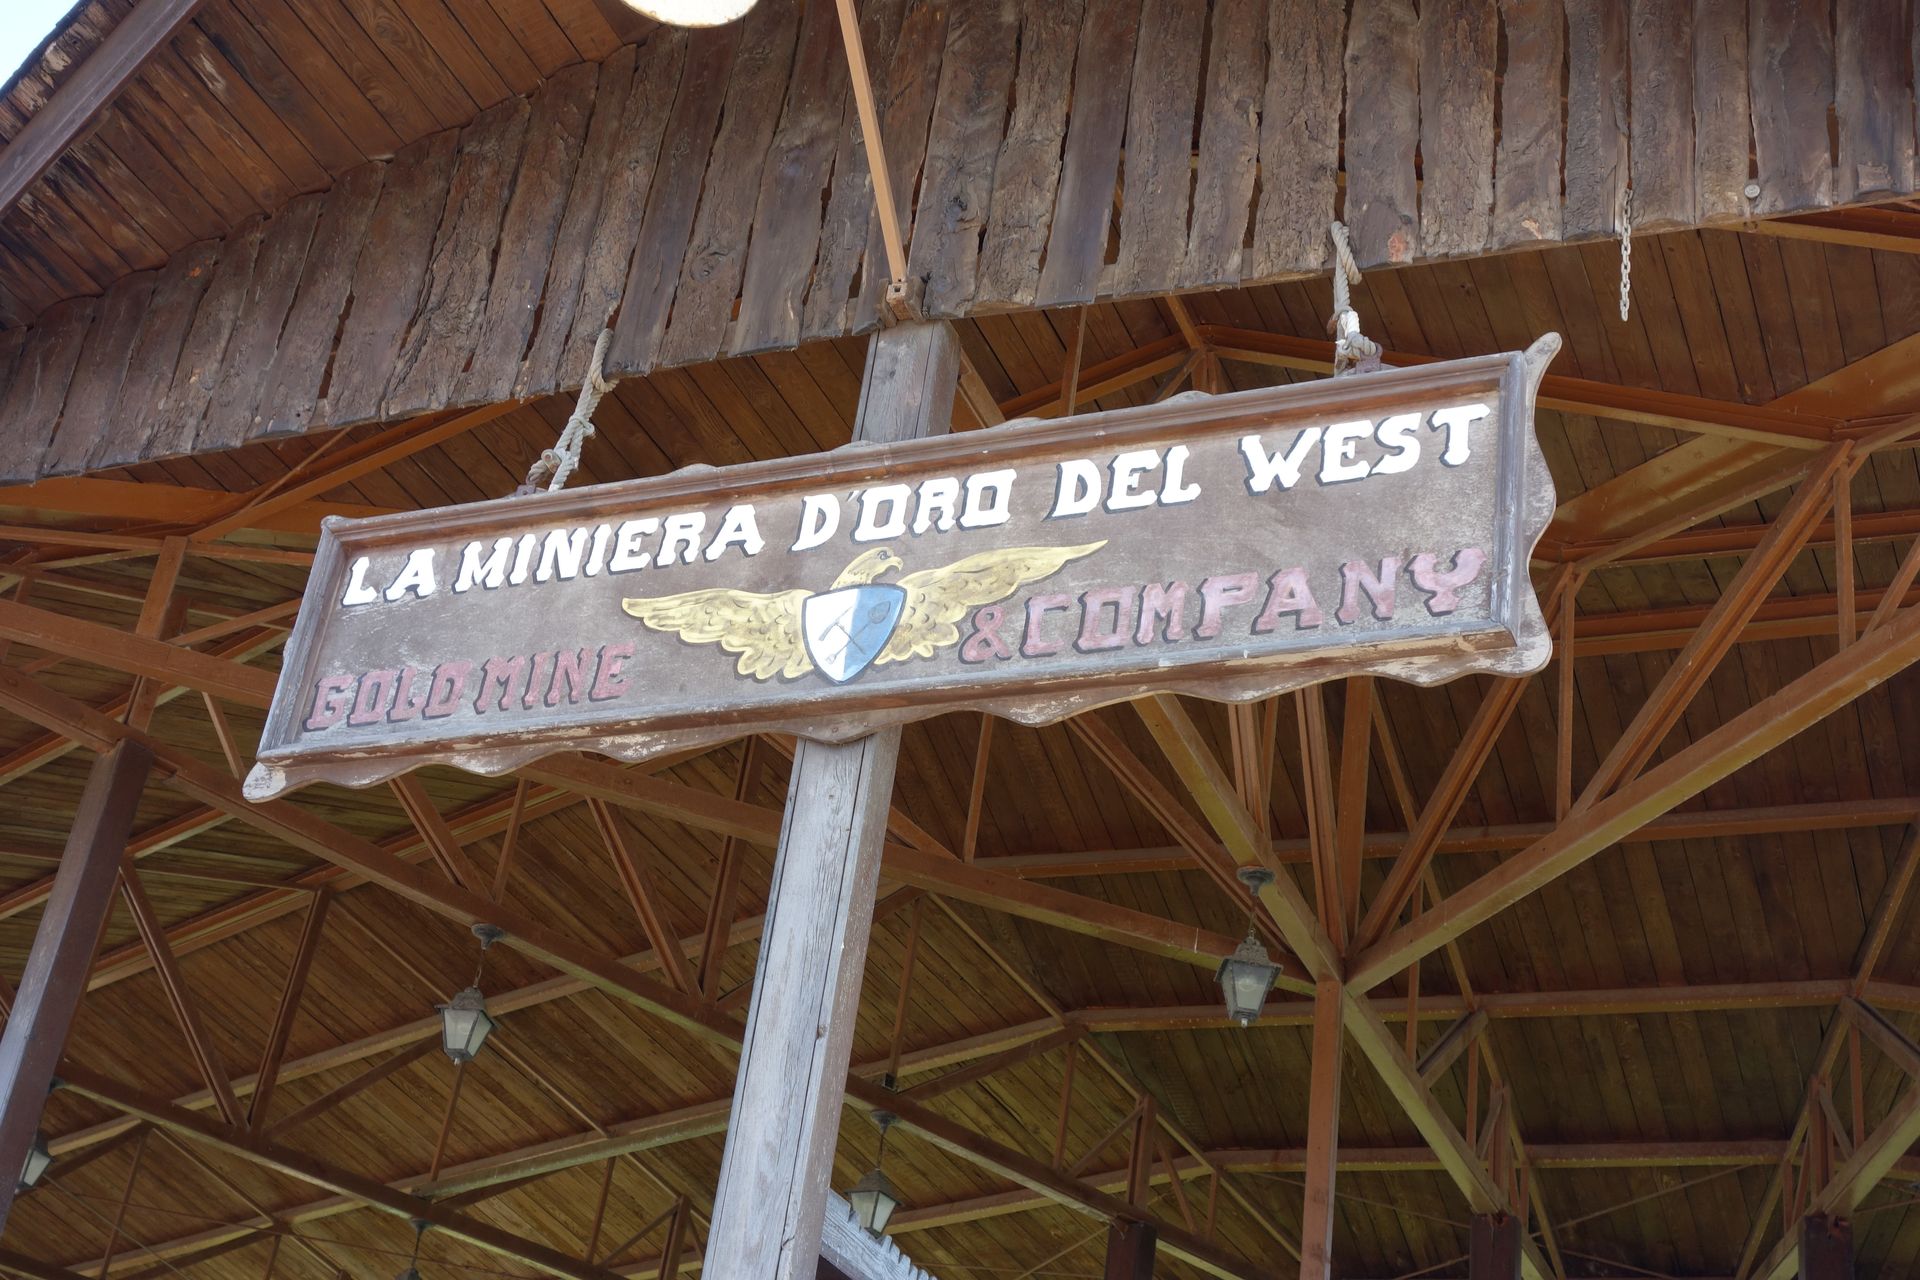 LA MINIERA D'ORO DEL WEST
GOLD MINE & COMPANY